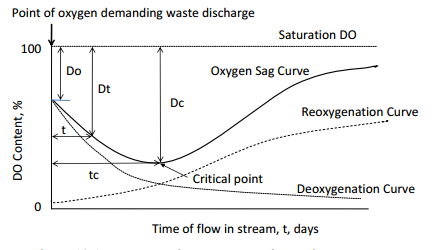 Point of oxygen demanding waste discharge
Saturation DO
100
Do
Dt
Dc
Oxygen Sag Curve
Reoxygenation Curve
t
tc
Critical point
Deoxygenation Curve
0
DO Content, %
Time of flow in stream, t, days